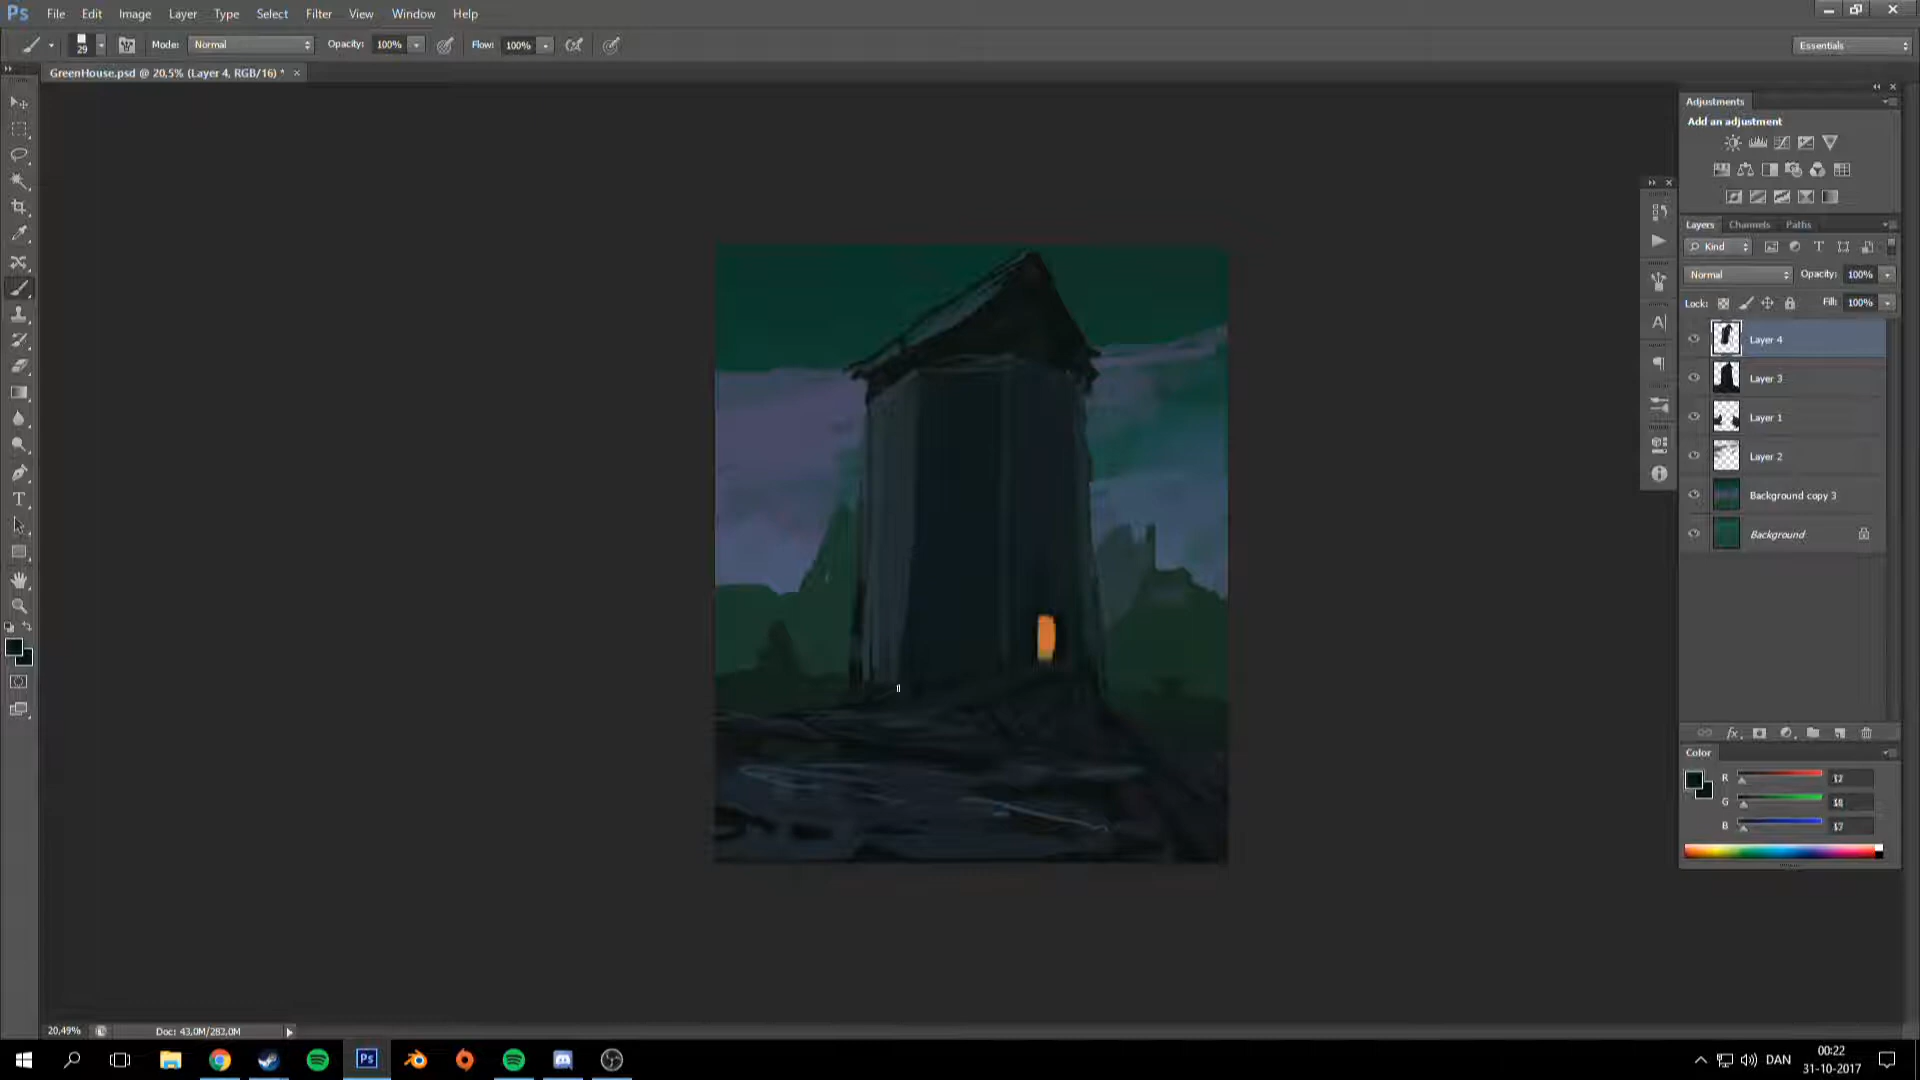 Ps File Edit Image Layer Type Select Filter View Window Help
29 Mode: Normal Opacity: 100% Flow: 100% Essentials
GreenHouse.psd @ 20,5% (Layer 4, RGB/16) * ×
Adjustments
Add an adjustment
Layers Channels Paths
Kind
Normal Opacity: 100%
Lock: Fill: 100%
Layer 4
Layer 3
Layer 1
Layer 2
Background copy 3
Background
Color
R
G
B
20,49% Doc: 43,0M/283,0M
Ps DAN 00:22
31-10-2017